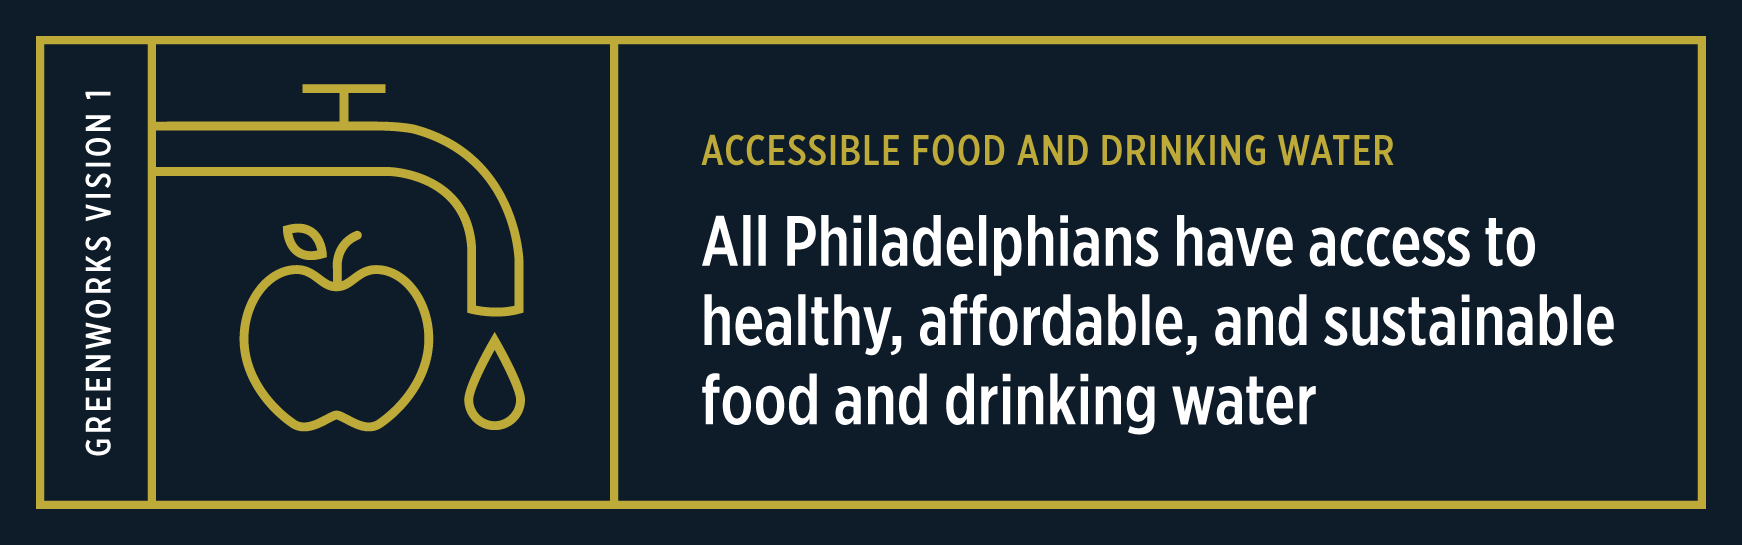 GREENWORKS VISION 1
ACCESSIBLE FOOD AND DRINKING WATER
All Philadelphians have access to
healthy, affordable, and sustainable
food and drinking water